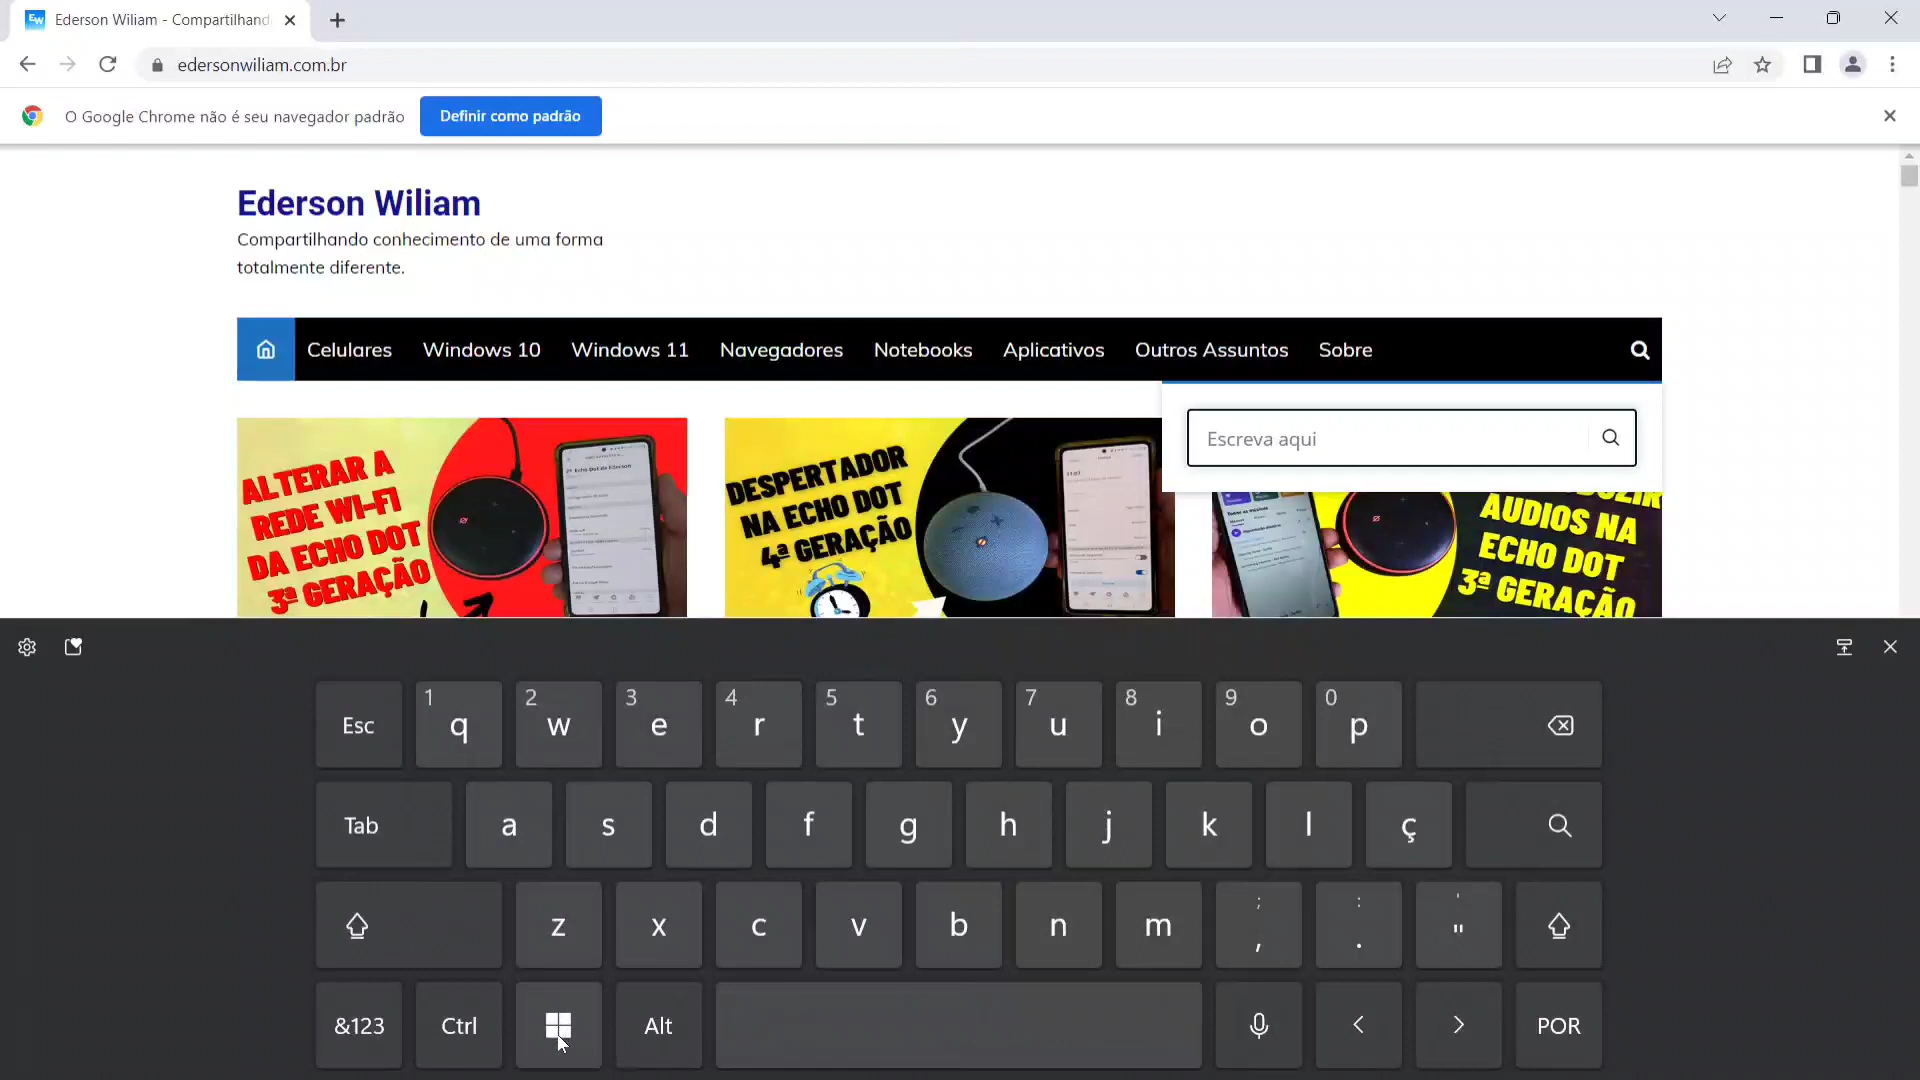 Ew Ederson Wiliam - Compartilhand
edersonwiliam.com.br
O Google Chrome não é seu navegador padrão Definir como padrão
Ederson Wiliam
Compartilhando conhecimento de uma forma
totalmente diferente.
Celulares Windows 10 Windows 11 Navegadores Notebooks Aplicativos Outros Assuntos Sobre
Escreva aqui
ALTERAR A
REDE WI-FI
DA ECHO DOT
3ª GERAÇÃO
DESPERTADOR
NA ECHO DOT
4ª GERAÇÃO
ÁUDIOS NA
ECHO DOT
3ª GERAÇÃO
Esc 1 q 2 w 3 e 4 r 5 t 6 y 7 u 8 i 9 o 0 p
Tab a s d f g h j k l ç
z x c v b n m ; , : . ' "
&123 Ctrl Alt < > POR